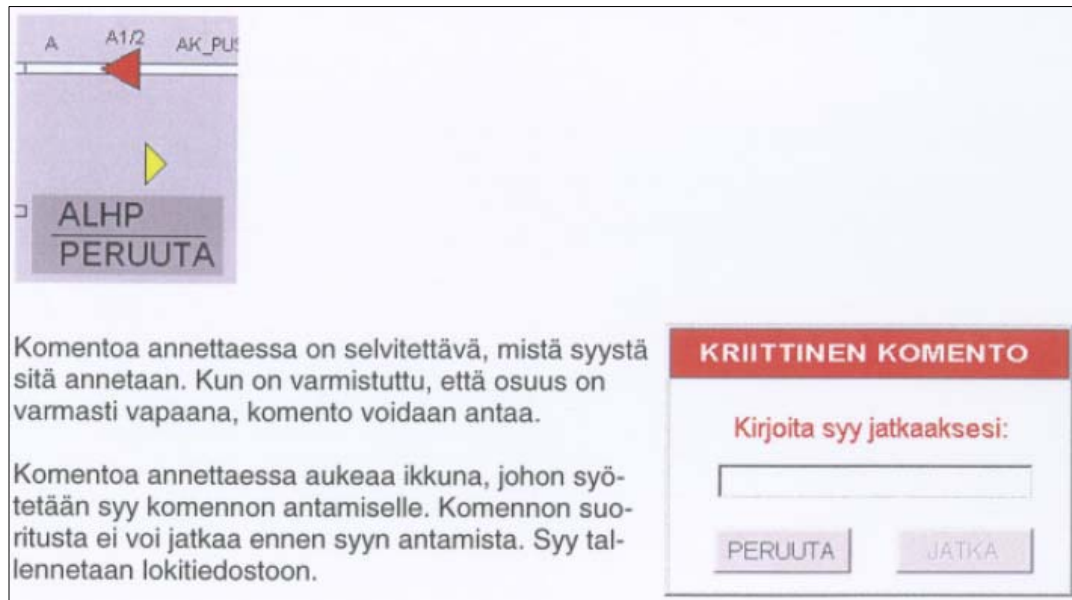 A A1/2 AK_PUS
ALHP
PERUUTA
Komentoa annettaessa on selvitettävä, mistä syystä
sitä annetaan. Kun on varmistuttu, että osuus on
varmasti vapaana, komento voidaan antaa.
Komentoa annettaessa aukeaa ikkuna, johon syö-
tetään syy komennon antamiselle. Komennon suo-
ritusta ei voi jatkaa ennen syyn antamista. Syy tal-
lennetaan lokitiedostoon.
KRIITTINEN KOMENTO
Kirjoita syy jatkaaksesi:
PERUUTA JATKA